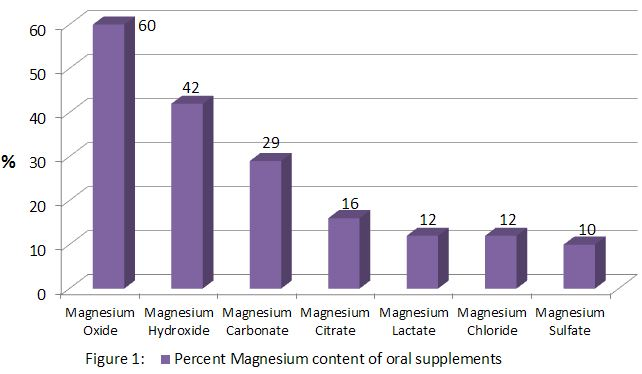 60
60
50
42
40
29
% 30
16
20
12
12
10
10
0
Magnesium Oxide
Magnesium Hydroxide
Magnesium Carbonate
Magnesium Citrate
Magnesium Lactate
Magnesium Chloride
Magnesium Sulfate
Figure 1: Percent Magnesium content of oral supplements